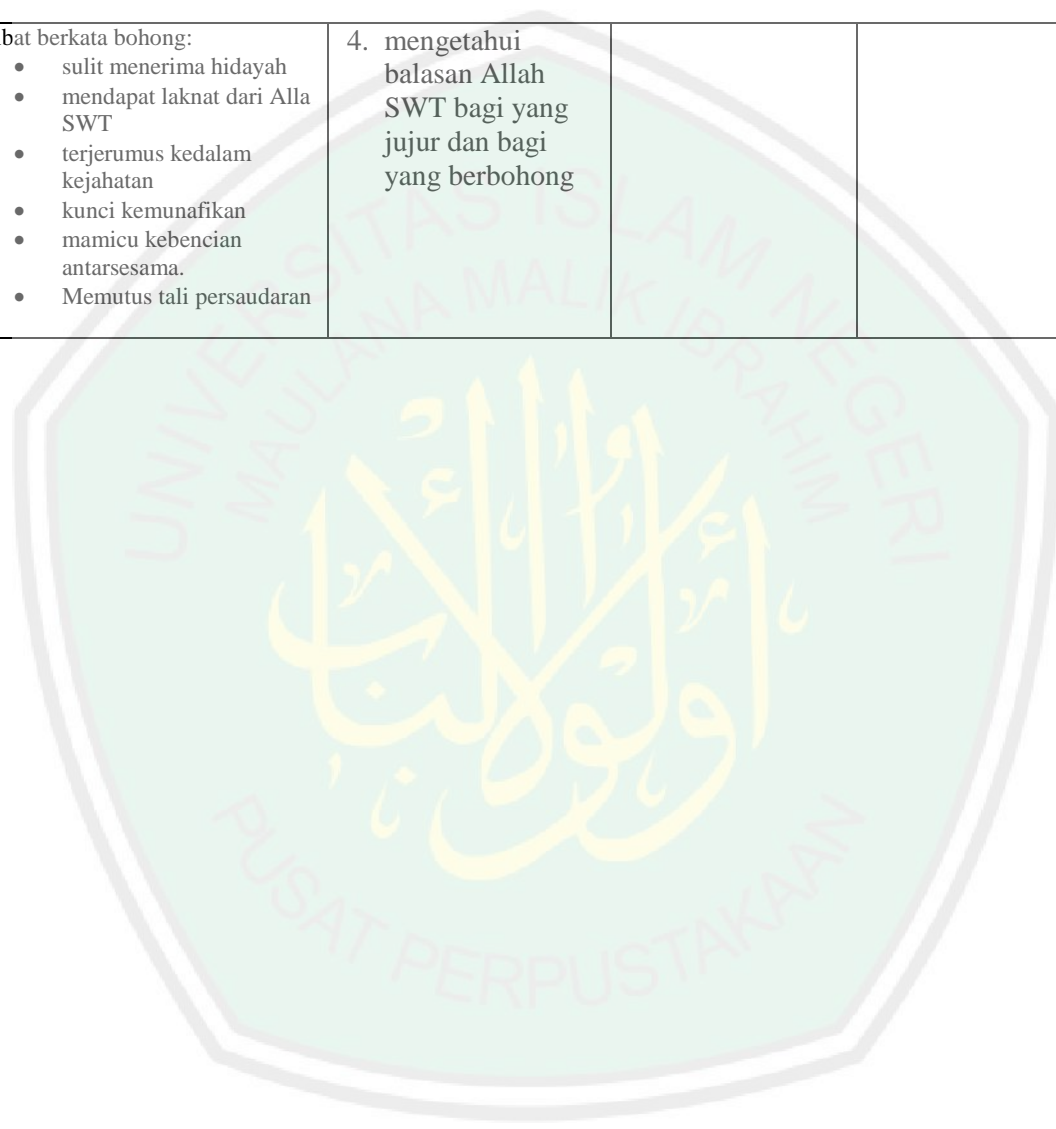 bat berkata bohong:
• sulit menerima hidayah
• mendapat laknat dari Alla
SWT
• terjerumus kedalam
kejahatan
• kunci kemunafikan
• mamicu kebencian
antarsesama.
• Memutus tali persaudaran
4. mengetahui
balasan Allah
SWT bagi yang
jujur dan bagi
yang berbohong
UNIVERSITAS ISLAM NEGERI
MAULANA MALIK IBRAHIM
أولوا الألباب
PUSAT PERPUSTAKAAN